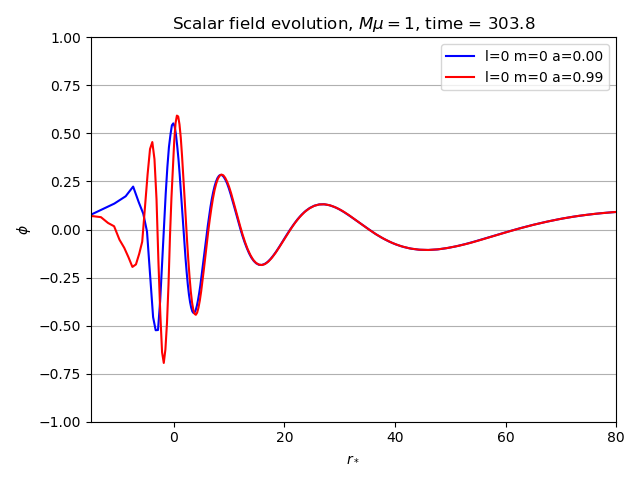 Scalar field evolution, Mμ = 1, time = 303.8
1.00
0.75
0.50
0.25
0.00
−0.25
−0.50
−0.75
−1.00
ϕ
l=0 m=0 a=0.00
l=0 m=0 a=0.99
0 20 40 60 80
r*